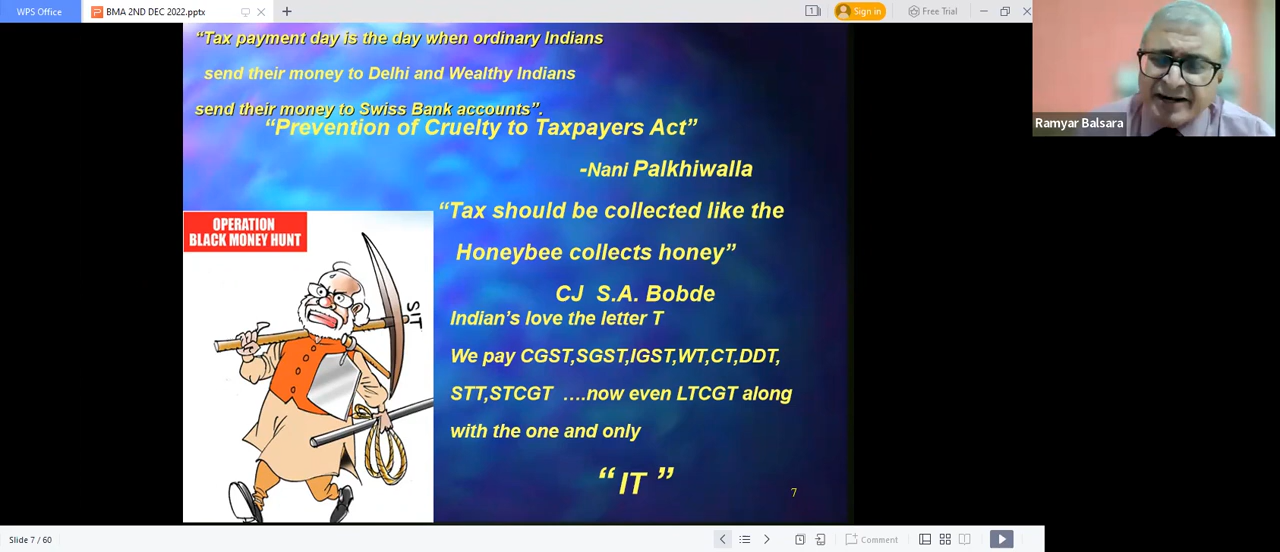 WPS Office
BMA 2ND DEC 2022.pptx
Sign in
Free Trial
“Tax payment day is the day when ordinary Indians
send their money to Delhi and Wealthy Indians
send their money to Swiss Bank accounts”.
“Prevention of Cruelty to Taxpayers Act”
-Nani Palkhiwalla
“Tax should be collected like the
Honeybee collects honey”
CJ S.A. Bobde
Indian’s love the letter T
We pay CGST,SGST,IGST,WT,CT,DDT,
STT,STCGT ….now even LTCGT along
with the one and only
“ IT ”
7
OPERATION
BLACK MONEY HUNT
SIT
Ramyar Balsara
Slide 7 / 60
Comment